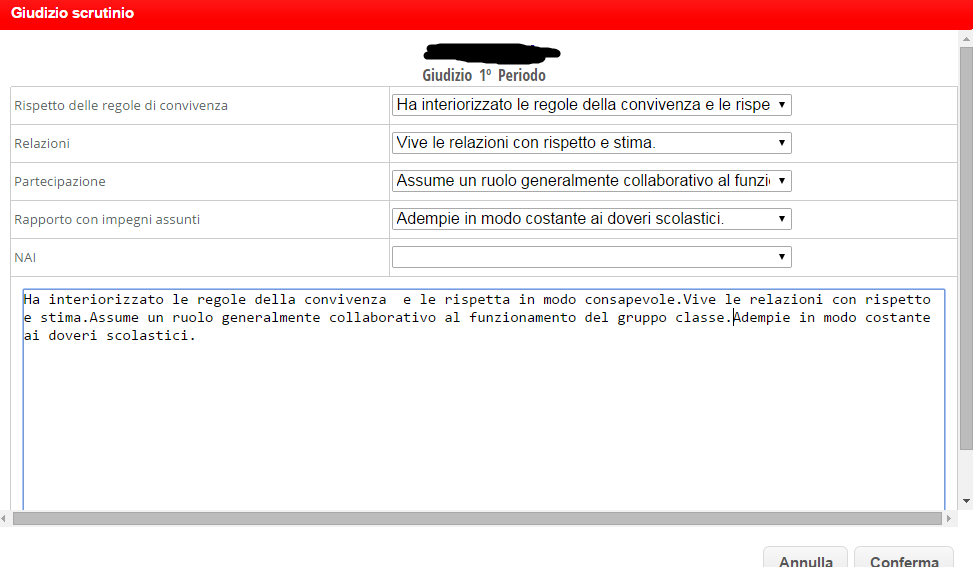 Giudizio scrutinio
Giudizio 1° Periodo
Rispetto delle regole di convivenza
Ha interiorizzato le regole della convivenza e le rispe
Relazioni
Vive le relazioni con rispetto e stima.
Partecipazione
Assume un ruolo generalmente collaborativo al funzi
Rapporto con impegni assunti
Adempie in modo costante ai doveri scolastici.
NAI
Ha interiorizzato le regole della convivenza  e le rispetta in modo consapevole.Vive le relazioni con rispetto
e stima.Assume un ruolo generalmente collaborativo al funzionamento del gruppo classe.Adempie in modo costante
ai doveri scolastici.
Annulla
Conferma